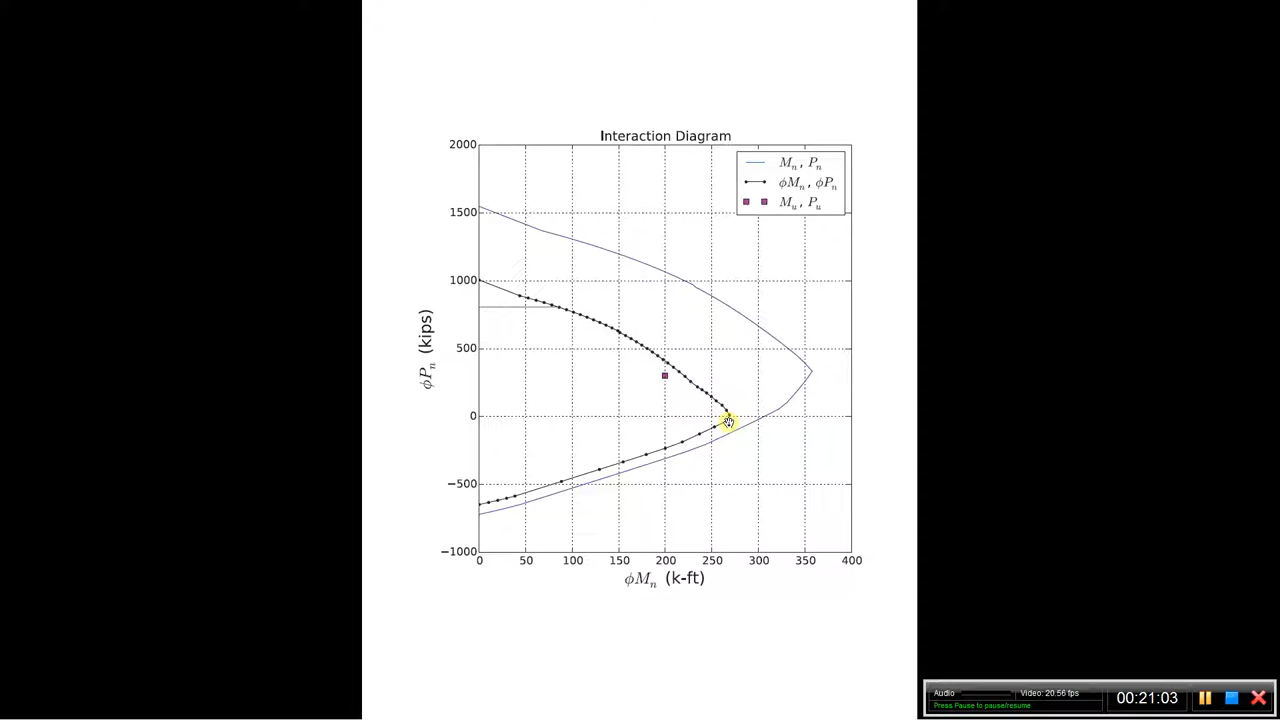 Interaction Diagram
2000
1500
1000
500
0
−500
−1000
ϕPn (kips)
Mn, Pn
ϕMn, ϕPn
Mu, Pu
0 50 100 150 200 250 300 350 400
ϕMn (k-ft)
Audio
Video: 20.56 fps
Press Pause to pause/resume
00:21:03